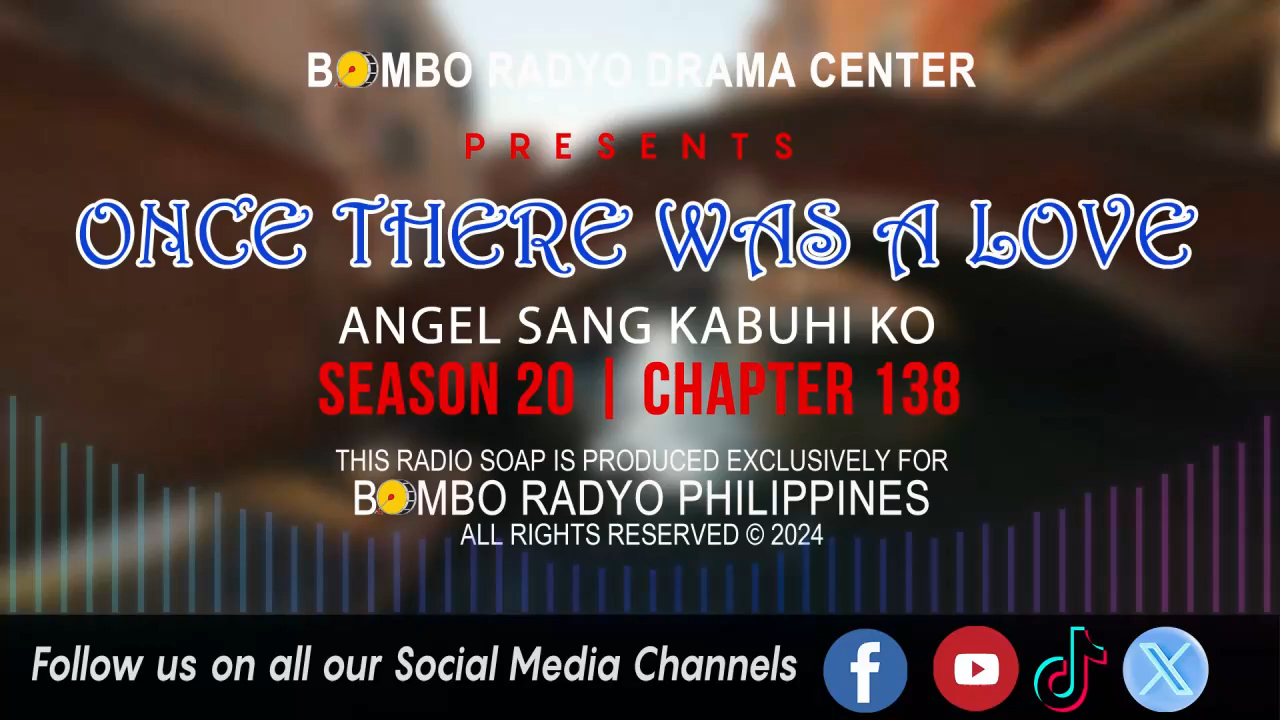 BOMBO RADYO DRAMA CENTER
PRESENTS
ONCE THERE WAS A LOVE
ANGEL SANG KABUHI KO
SEASON 20 | CHAPTER 138
THIS RADIO SOAP IS PRODUCED EXCLUSIVELY FOR
BOMBO RADYO PHILIPPINES
ALL RIGHTS RESERVED © 2024
Follow us on all our Social Media Channels